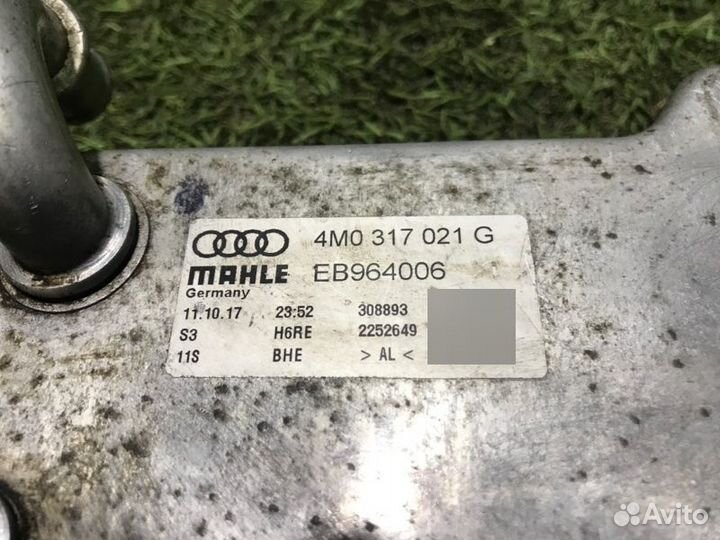 4M0 317 021 G
MAHLE EB964006
Germany
11.10.17 23:52 308893
S3 H6RE 2252649
11S BHE > AL <
Avito